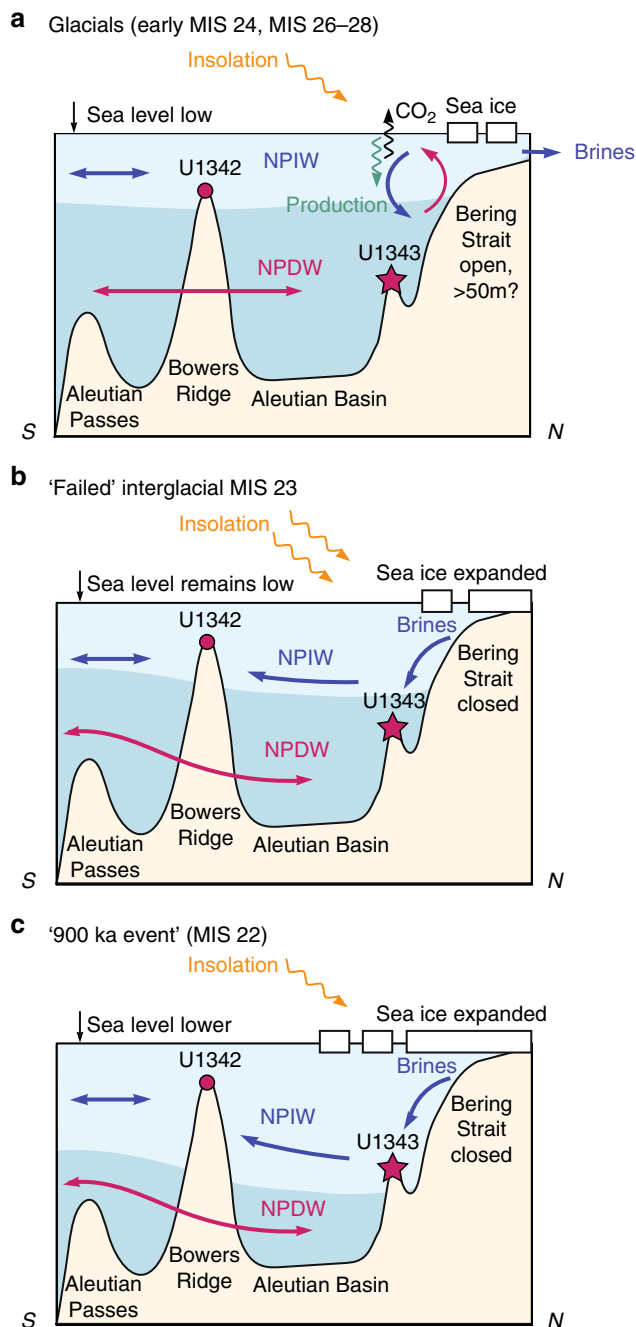 a Glacials (early MIS 24, MIS 26–28)
Insolation
Sea level low
CO2
Sea ice
NPIW
U1342
Brines
Production
U1343
Bering
Strait
open,
>50m?
NPDW
Aleutian
Passes
Bowers
Ridge
Aleutian Basin
S
N
b 'Failed' interglacial MIS 23
Insolation
Sea level remains low
Sea ice expanded
U1342
Brines
NPIW
Bering
Strait
closed
U1343
NPDW
Aleutian
Passes
Bowers
Ridge
Aleutian Basin
S
N
c '900 ka event' (MIS 22)
Insolation
Sea level lower
Sea ice expanded
U1342
Brines
NPIW
Bering
Strait
closed
U1343
NPDW
Aleutian
Passes
Bowers
Ridge
Aleutian Basin
S
N